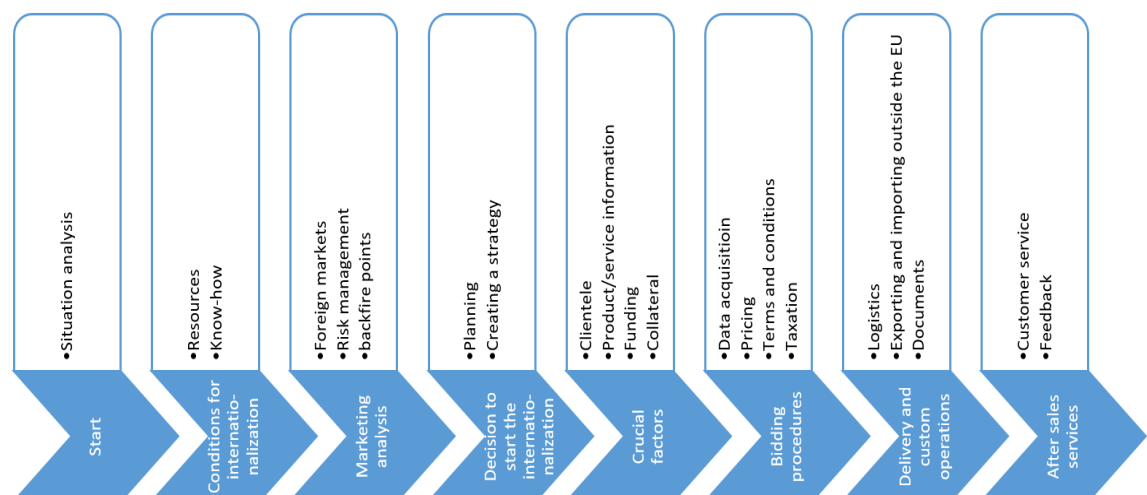 Start
•Situation analysis
Conditions for
internatio-
nalization
•Resources
•Know-how
Marketing
analysis
•Foreign markets
•Risk management
•backfire points
Decision to
start the
internatio-
nalization
•Planning
•Creating a strategy
Crucial
factors
•Clientele
•Product/service information
•Funding
•Collateral
Bidding
procedures
•Data acquisitioin
•Pricing
•Terms and conditions
•Taxation
Delivery and
custom
operations
•Logistics
•Exporting and importing outside the EU
•Documents
After sales
services
•Customer service
•Feedback